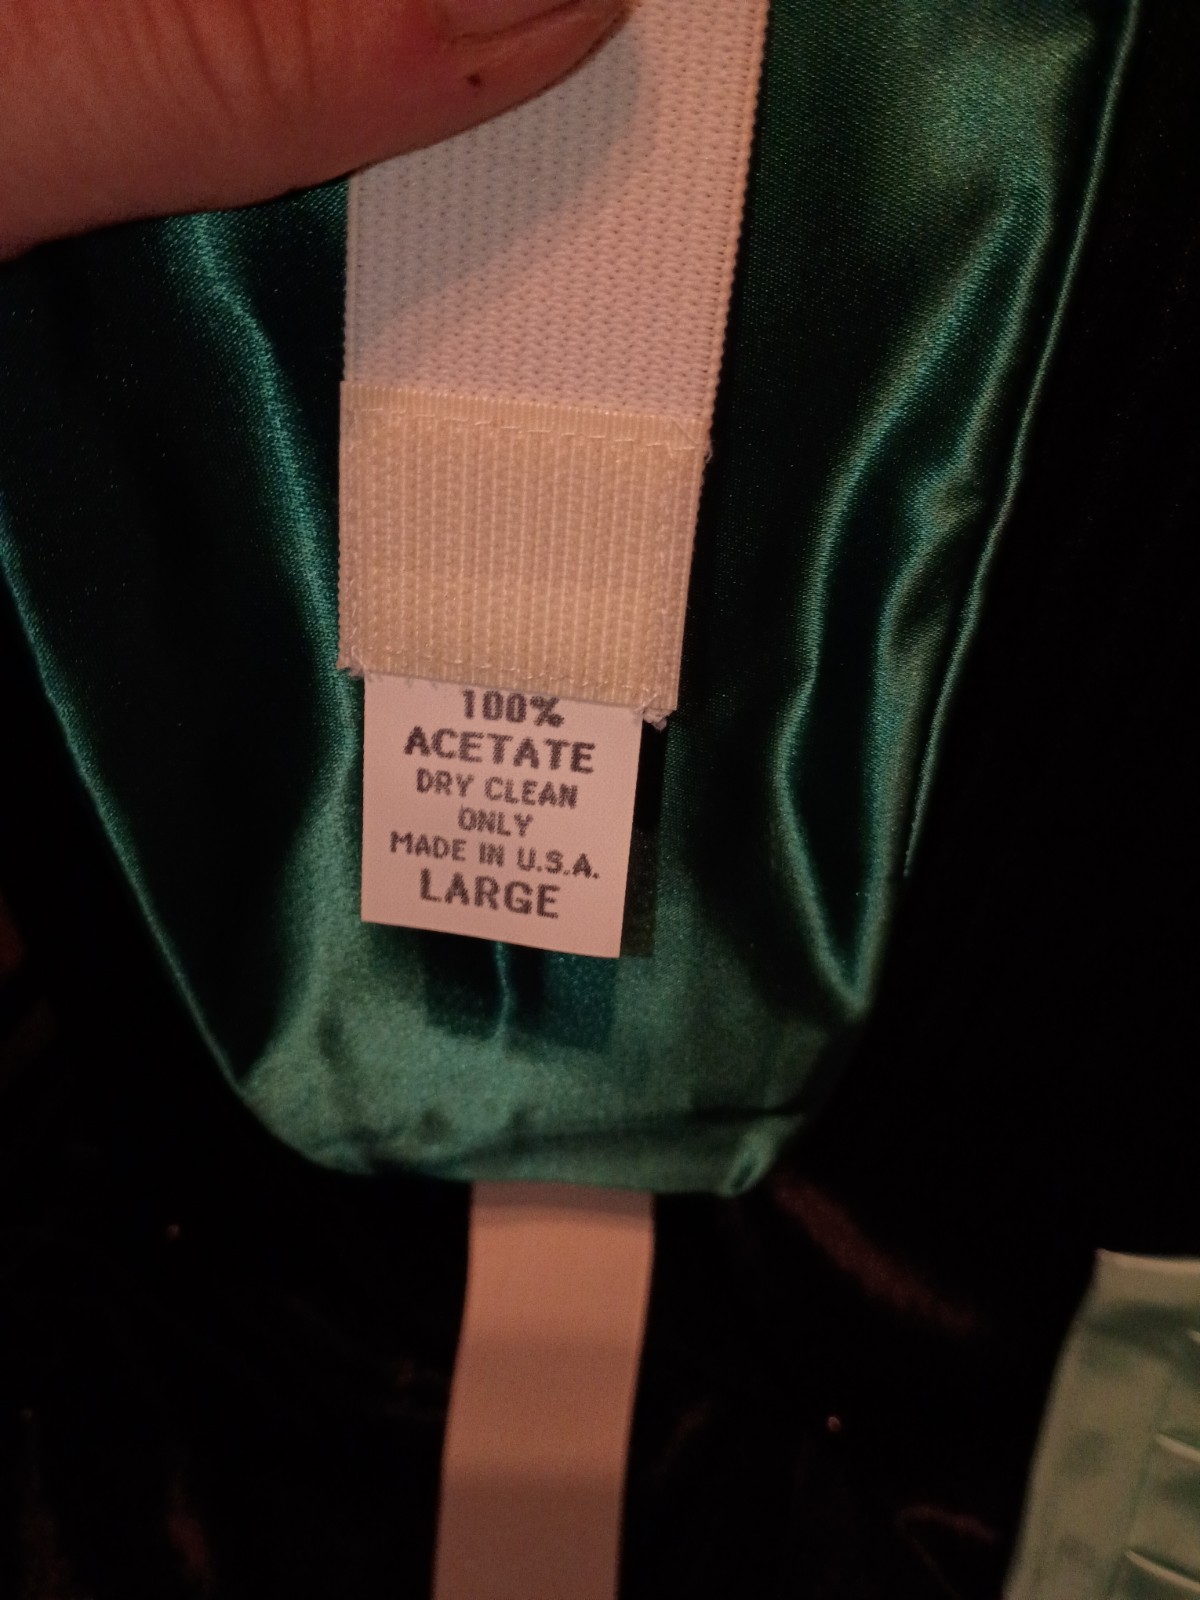 100%
ACETATE
DRY CLEAN
ONLY
MADE IN U.S.A.
LARGE